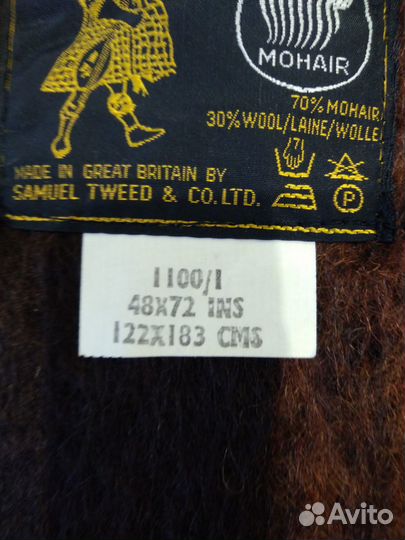 MOHAIR
70% MOHAIR
30% WOOL/LAINE/WOLLE
MADE IN GREAT BRITAIN BY
SAMUEL TWEED & CO.LTD.
P
1100/1
48X72 INS
122X183 CMS
Avito